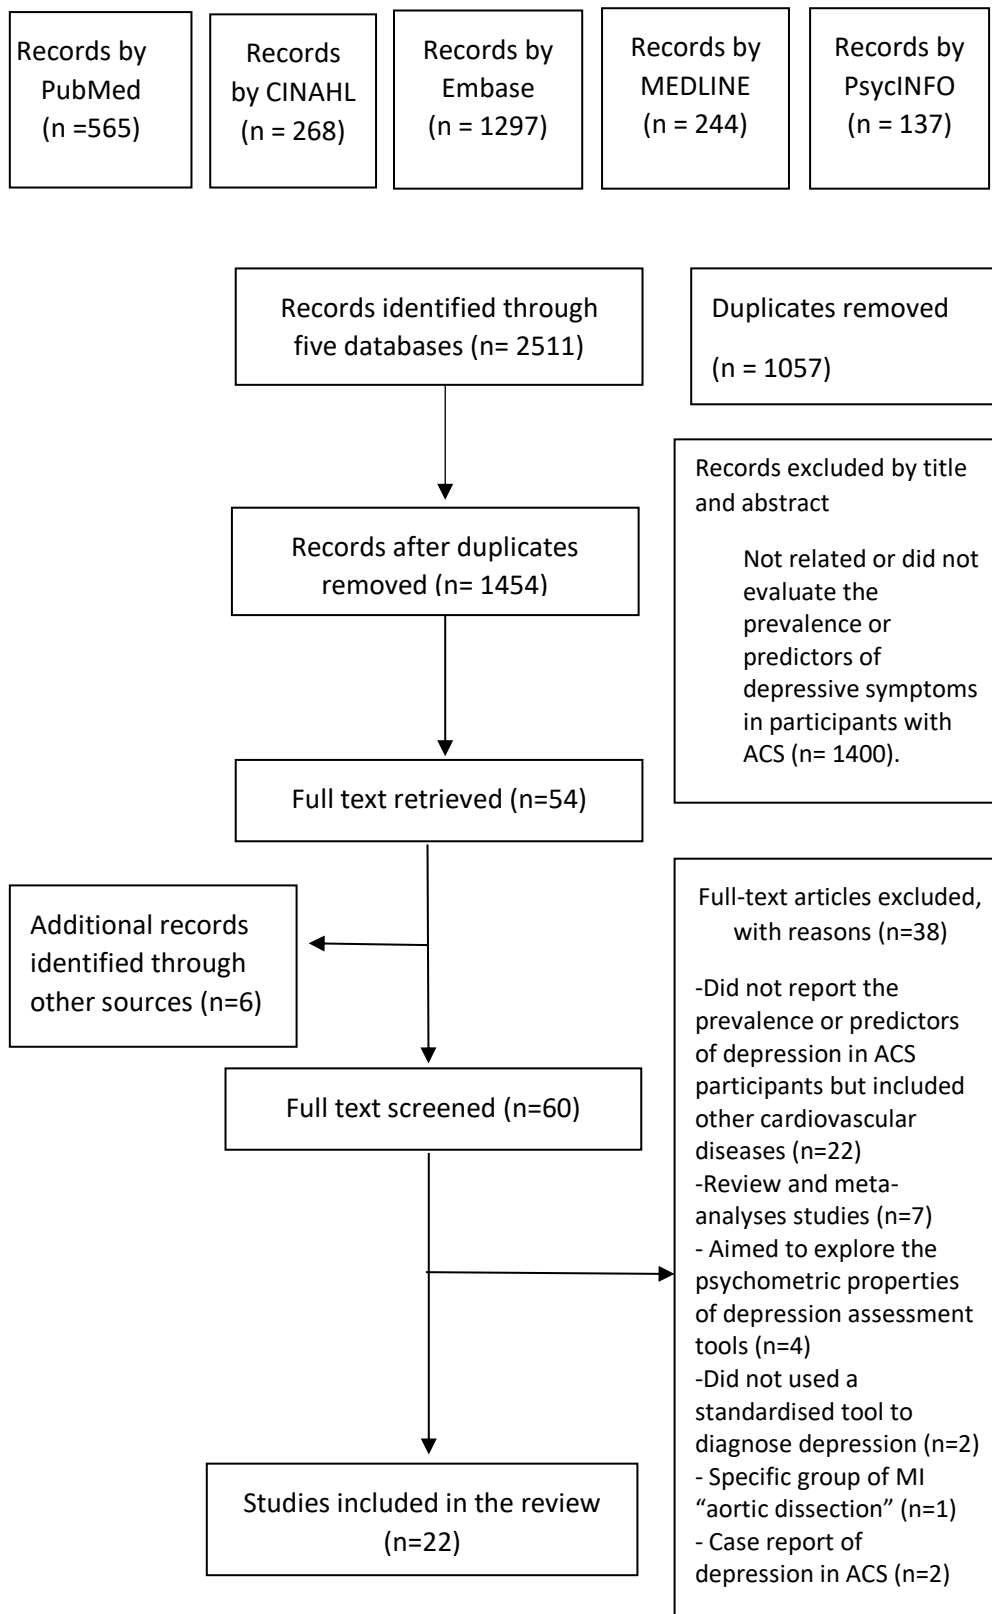 Records by
PubMed
(n =565)
Records
by CINAHL
(n = 268)
Records by
Embase
(n = 1297)
Records by
MEDLINE
(n = 244)
Records by
PsycINFO
(n = 137)
Records identified through
five databases (n= 2511)
Duplicates removed
(n = 1057)
Records after duplicates
removed (n= 1454)
Records excluded by title
and abstract
Not related or did not
evaluate the
prevalence or
predictors of
depressive symptoms
in participants with
ACS (n= 1400).
Full text retrieved (n=54)
Additional records
identified through
other sources (n=6)
Full text screened (n=60)
Full-text articles excluded,
with reasons (n=38)
-Did not report the
prevalence or predictors
of depression in ACS
participants but included
other cardiovascular
diseases (n=22)
-Review and meta-
analyses studies (n=7)
- Aimed to explore the
psychometric properties
of depression assessment
tools (n=4)
-Did not used a
standardised tool to
diagnose depression (n=2)
- Specific group of MI
“aortic dissection” (n=1)
- Case report of
depression in ACS (n=2)
Studies included in the review
(n=22)